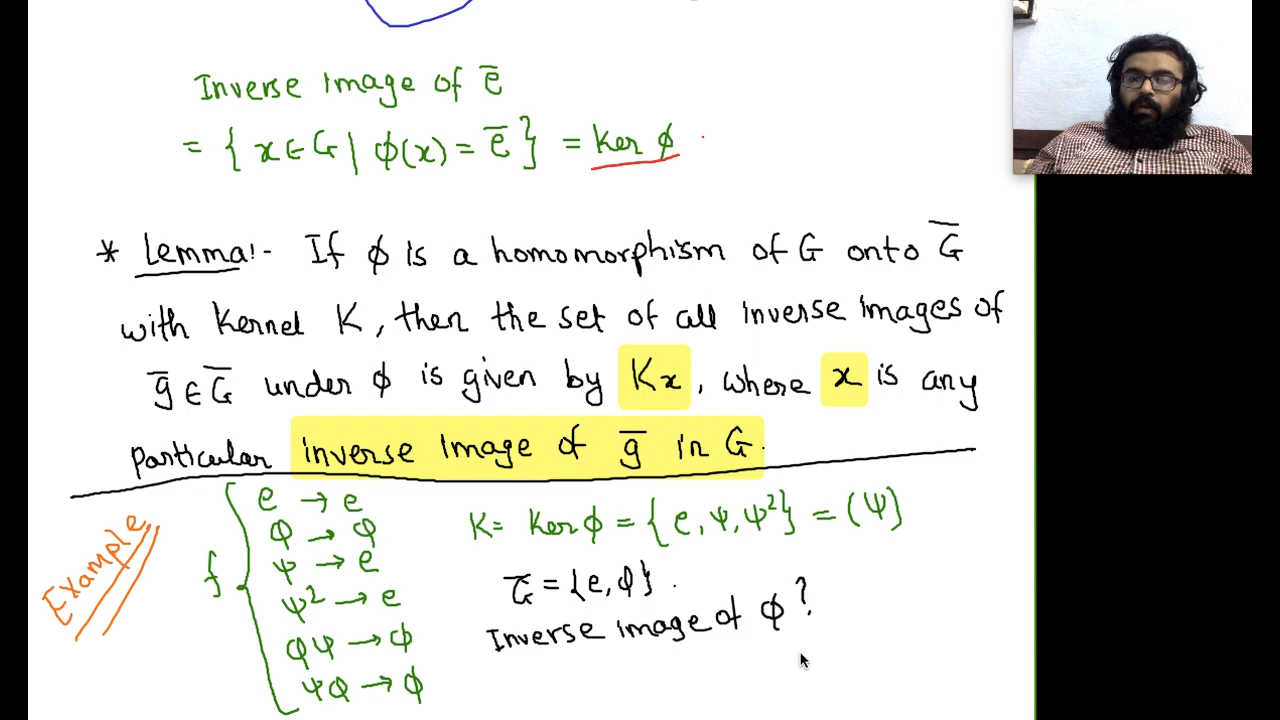 Inverse image of ē
= { x ∈ G | ϕ(x) = ē } = ker ϕ
* Lemma:- If ϕ is a homomorphism of G onto Ḡ
with kernel K, then the set of all inverse images of
ḡ ∈ Ḡ under ϕ is given by Kx, where x is any
particular inverse image of ḡ in G.
Example
f {
e → e
ϕ → ϕ
ψ → e
ψ² → e
ϕψ → ϕ
ψϕ → ϕ
K = Ker ϕ = { e, ψ, ψ² } = (ψ)
Ḡ = {e, ϕ}.
Inverse image of ϕ ?